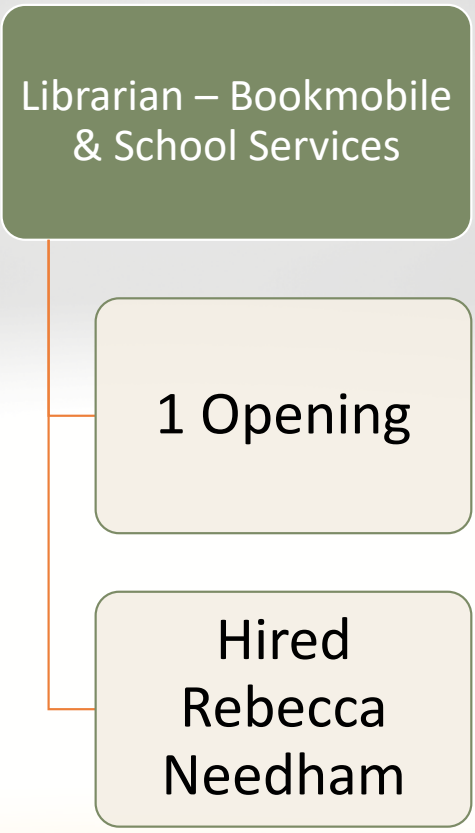 Librarian – Bookmobile
& School Services
1 Opening
Hired
Rebecca
Needham